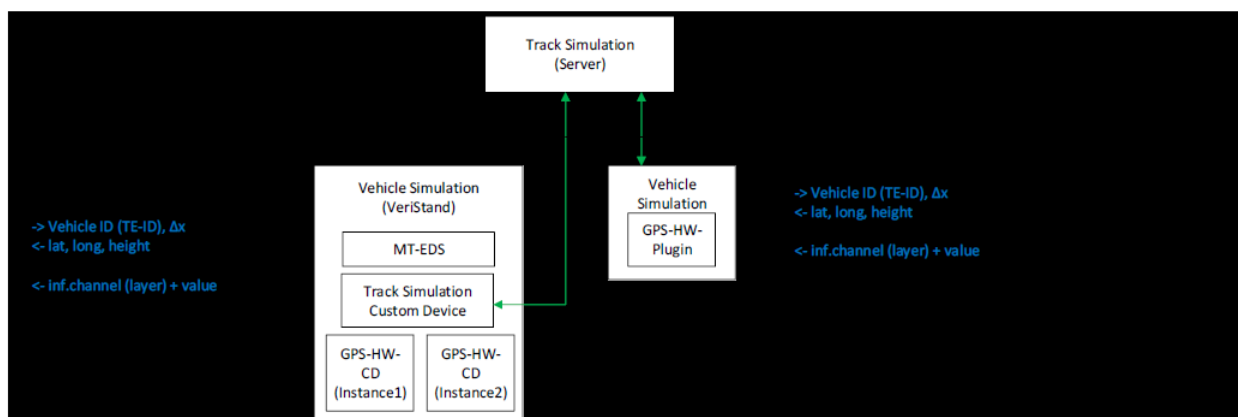 Track Simulation
(Server)
Vehicle Simulation
(VeriStand)
MT-EDS
Track Simulation
Custom Device
GPS-HW-
CD
(Instance1)
GPS-HW-
CD
(Instance2)
Vehicle
Simulation
GPS-HW-
Plugin
-> Vehicle ID (TE-ID), Δx
<- lat, long, height
<- inf.channel (layer) + value
-> Vehicle ID (TE-ID), Δx
<- lat, long, height
<- inf.channel (layer) + value